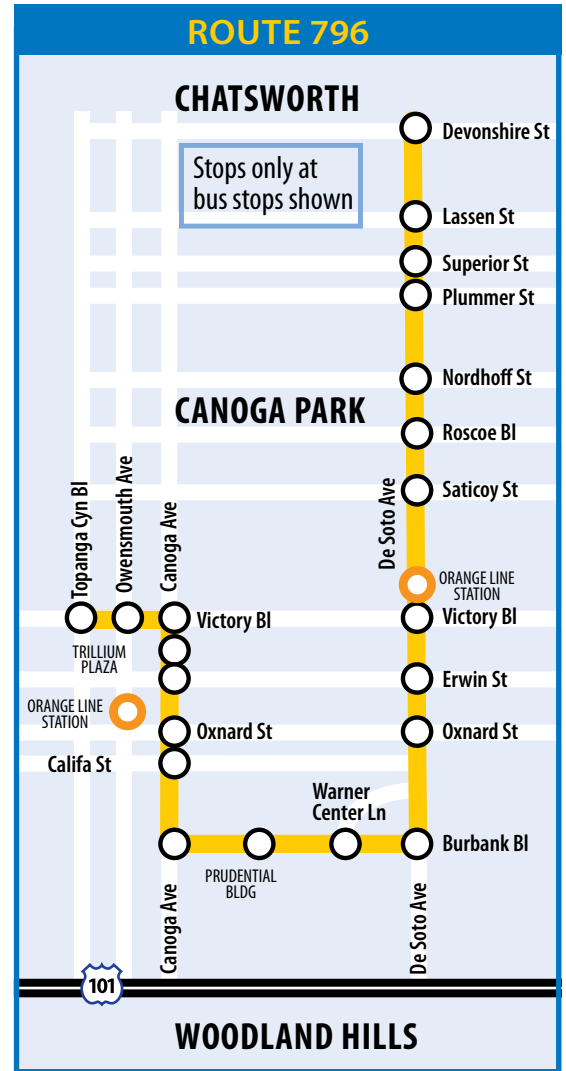 ROUTE 796
CHATSWORTH
Devonshire St
Stops only at
bus stops shown
Lassen St
Superior St
Plummer St
Nordhoff St
CANOGA PARK
Roscoe Bl
Saticoy St
Topanga Cyn Bl
Owensmouth Ave
Canoga Ave
De Soto Ave
ORANGE LINE
STATION
Victory Bl
Victory Bl
TRILLIUM
PLAZA
Erwin St
ORANGE LINE
STATION
Oxnard St
Oxnard St
Califa St
Warner
Center Ln
Burbank Bl
PRUDENTIAL
BLDG
Canoga Ave
De Soto Ave
101
WOODLAND HILLS